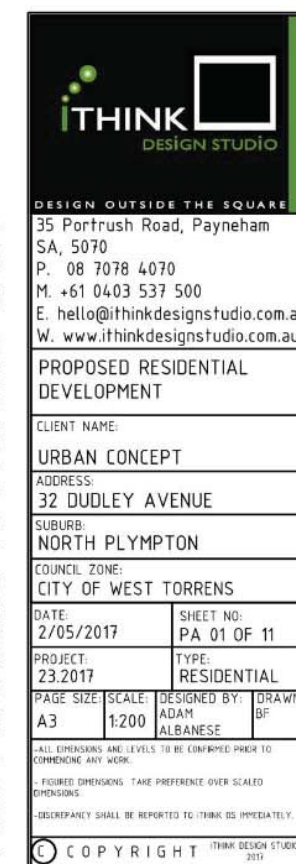 iTHINK
DESIGN STUDIO
DESIGN OUTSIDE THE SQUARE
35 Portrush Road, Payneham
SA, 5070
P. 08 7078 4070
M. +61 0403 537 500
E. hello@ithinkdesignstudio.com.a
W. www.ithinkdesignstudio.com.au
PROPOSED RESIDENTIAL
DEVELOPMENT
CLIENT NAME:
URBAN CONCEPT
ADDRESS:
32 DUDLEY AVENUE
SUBURB:
NORTH PLYMPTON
COUNCIL ZONE:
CITY OF WEST TORRENS
DATE: SHEET NO:
2/05/2017 PA 01 OF 11
PROJECT: TYPE:
23.2017 RESIDENTIAL
PAGE SIZE: SCALE: DESIGNED BY: DRAWN
A3 1:200 ADAM ALBANESE BF
-ALL DIMENSIONS AND LEVELS TO BE CONFIRMED PRIOR TO
COMMENCING ANY WORK.
- FIGURED DIMENSIONS TAKE PREFERENCE OVER SCALED
DIMENSIONS.
-DISCREPANCY SHALL BE REPORTED TO iTHINK DS IMMEDIATELY.
© COPYRIGHT iTHINK DESIGN STUDIO
2017